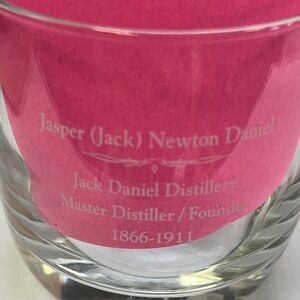 Jasper (Jack) Newton Daniel
Jack Daniel Distillery
Master Distiller / Founder
1866-1911